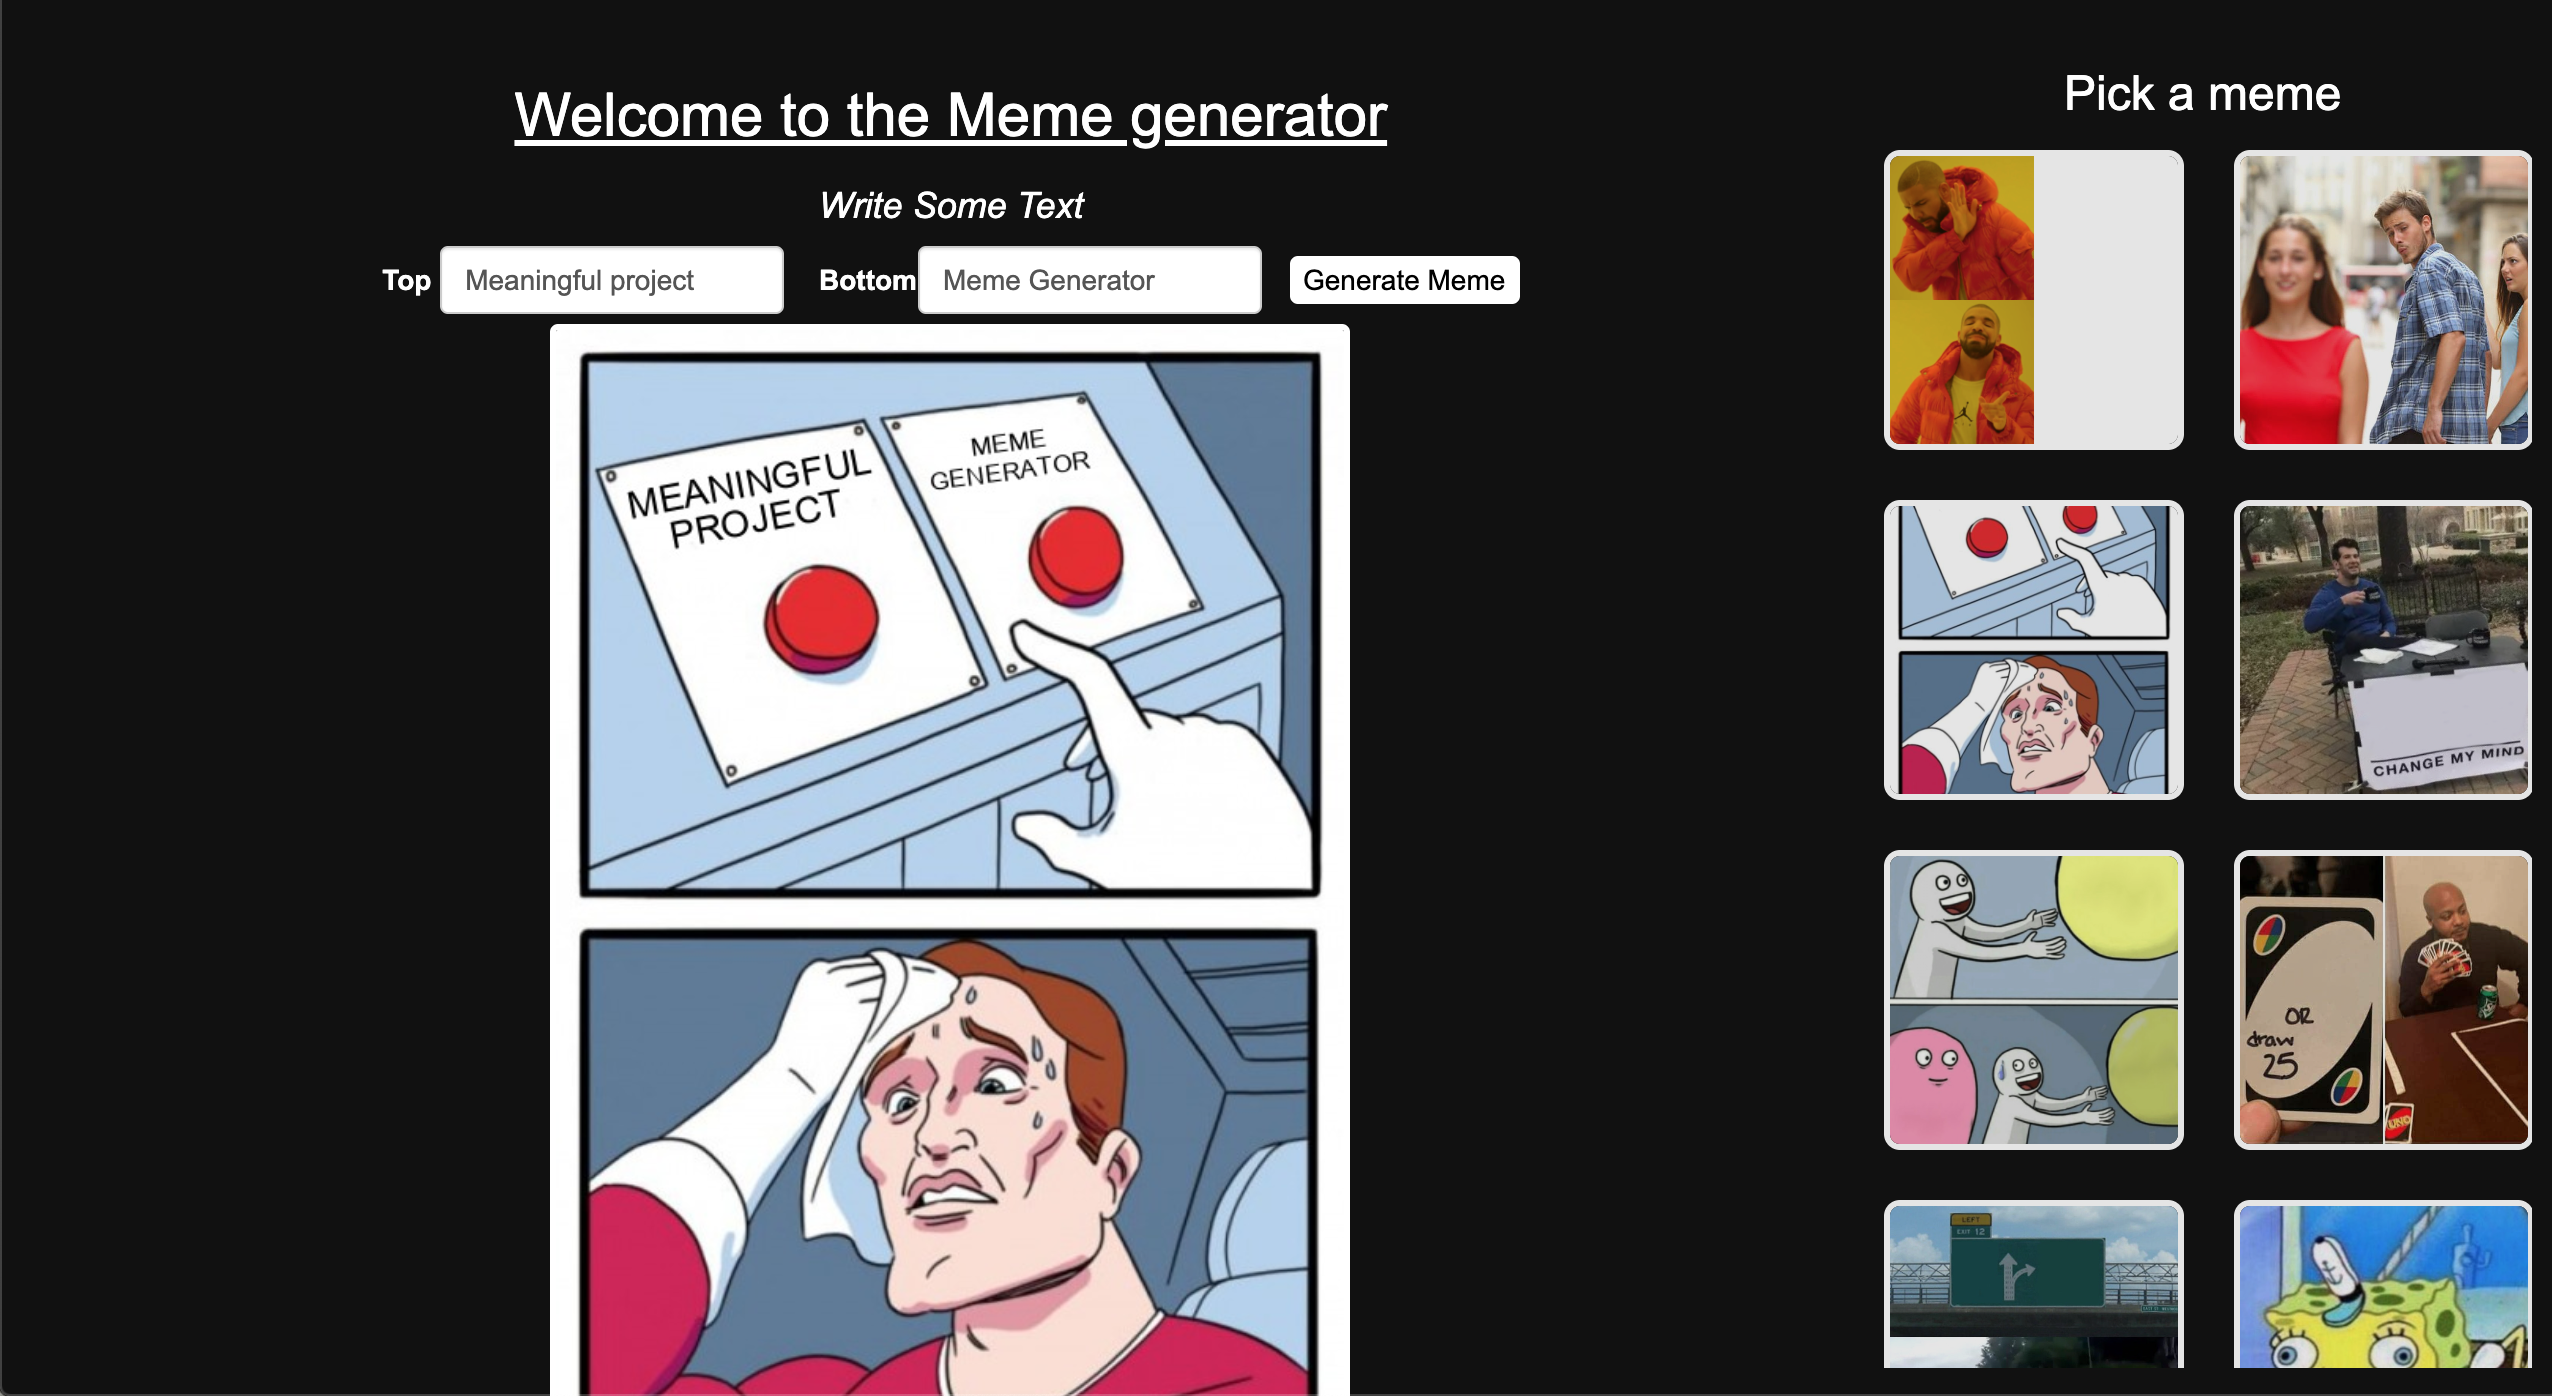 Welcome to the Meme generator
Write Some Text
Top Meaningful project Bottom Meme Generator Generate Meme
MEANINGFUL
PROJECT
MEME
GENERATOR
Pick a meme
CHANGE MY MIND
OR
draw
25
UNO
LEFT
EXIT 12